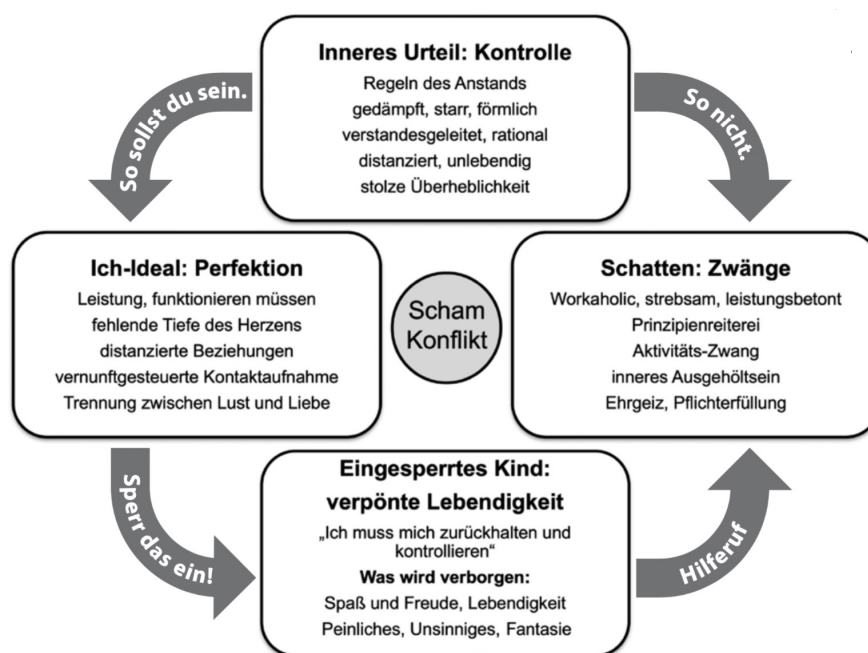 Inneres Urteil: Kontrolle
Regeln des Anstands
gedämpft, starr, förmlich
verstandesgeleitet, rational
distanziert, unlebendig
stolze Überheblichkeit
So sollst du sein.
So nicht.
Ich-Ideal: Perfektion
Leistung, funktionieren müssen
fehlende Tiefe des Herzens
distanzierte Beziehungen
vernunftgesteuerte Kontaktaufnahme
Trennung zwischen Lust und Liebe
Scham
Konflikt
Schatten: Zwänge
Workaholic, strebsam, leistungsbetont
Prinzipienreiterei
Aktivitäts-Zwang
inneres Ausgehöltsein
Ehrgeiz, Pflichterfüllung
Sperr das ein!
Eingesperrtes Kind:
verpönte Lebendigkeit
„Ich muss mich zurückhalten und
kontrollieren“
Was wird verborgen:
Spaß und Freude, Lebendigkeit
Peinliches, Unsinniges, Fantasie
Hilferuf